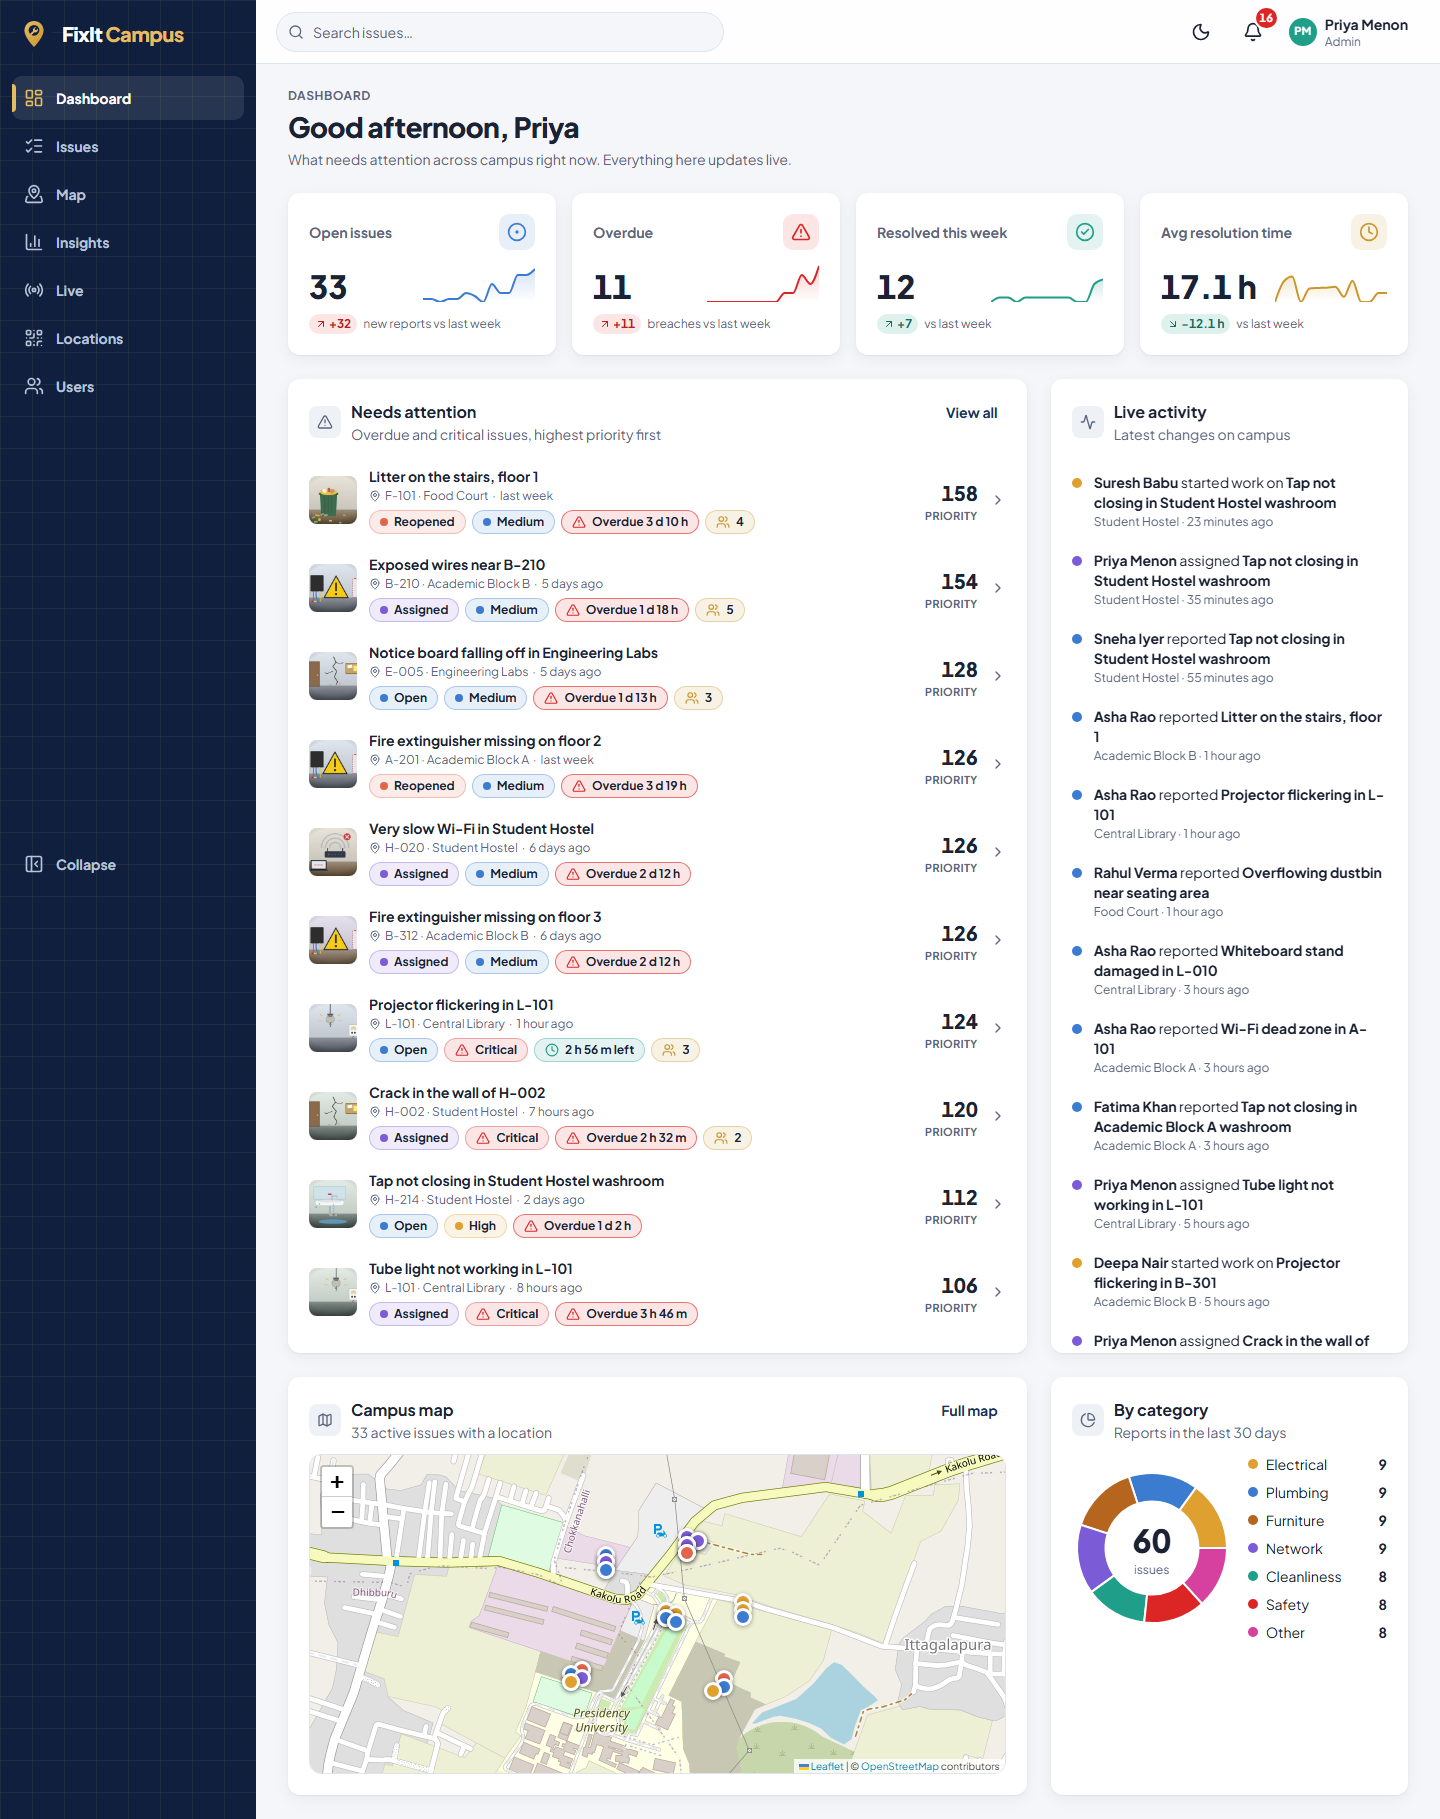 FixIt Campus
Search issues...
16
PM
Priya Menon
Admin
Dashboard
Issues
Map
Insights
Live
Locations
Users
Collapse
DASHBOARD
Good afternoon, Priya
What needs attention across campus right now. Everything here updates live.
Open issues
33
+32 new reports vs last week
Overdue
11
+11 breaches vs last week
Resolved this week
12
+7 vs last week
Avg resolution time
17.1 h
−12.1 h vs last week
Needs attention
Overdue and critical issues, highest priority first
View all
Litter on the stairs, floor 1
F-101 · Food Court · last week
Reopened Medium Overdue 3 d 10 h 4
158
PRIORITY
Exposed wires near B-210
B-210 · Academic Block B · 5 days ago
Assigned Medium Overdue 1 d 18 h 5
154
PRIORITY
Notice board falling off in Engineering Labs
E-005 · Engineering Labs · 5 days ago
Open Medium Overdue 1 d 13 h 3
128
PRIORITY
Fire extinguisher missing on floor 2
A-201 · Academic Block A · last week
Reopened Medium Overdue 3 d 19 h
126
PRIORITY
Very slow Wi-Fi in Student Hostel
H-020 · Student Hostel · 6 days ago
Assigned Medium Overdue 2 d 12 h
126
PRIORITY
Fire extinguisher missing on floor 3
B-312 · Academic Block B · 6 days ago
Assigned Medium Overdue 2 d 12 h
126
PRIORITY
Projector flickering in L-101
L-101 · Central Library · 1 hour ago
Open Critical 2 h 56 m left 3
124
PRIORITY
Crack in the wall of H-002
H-002 · Student Hostel · 7 hours ago
Assigned Critical Overdue 2 h 32 m 2
120
PRIORITY
Tap not closing in Student Hostel washroom
H-214 · Student Hostel · 2 days ago
Open High Overdue 1 d 2 h
112
PRIORITY
Tube light not working in L-101
L-101 · Central Library · 8 hours ago
Assigned Critical Overdue 3 h 46 m
106
PRIORITY
Live activity
Latest changes on campus
Suresh Babu started work on Tap not
closing in Student Hostel washroom
Student Hostel · 23 minutes ago
Priya Menon assigned Tap not closing in
Student Hostel washroom
Student Hostel · 35 minutes ago
Sneha Iyer reported Tap not closing in
Student Hostel washroom
Student Hostel · 55 minutes ago
Asha Rao reported Litter on the stairs, floor
1
Academic Block B · 1 hour ago
Asha Rao reported Projector flickering in L-
101
Central Library · 1 hour ago
Rahul Verma reported Overflowing dustbin
near seating area
Food Court · 1 hour ago
Asha Rao reported Whiteboard stand
damaged in L-010
Central Library · 3 hours ago
Asha Rao reported Wi-Fi dead zone in A-
101
Academic Block A · 3 hours ago
Fatima Khan reported Tap not closing in
Academic Block A washroom
Academic Block A · 3 hours ago
Priya Menon assigned Tube light not
working in L-101
Central Library · 5 hours ago
Deepa Nair started work on Projector
flickering in B-301
Academic Block B · 5 hours ago
Priya Menon assigned Crack in the wall of
Campus map
33 active issues with a location
Full map
+
−
Kakolu Road
Chokkanahalli
P
Dhibburu
Kakolu Road
P
Ittagalapura
Presidency
University
Leaflet | © OpenStreetMap contributors
By category
Reports in the last 30 days
60
issues
Electrical 9
Plumbing 9
Furniture 9
Network 9
Cleanliness 8
Safety 8
Other 8